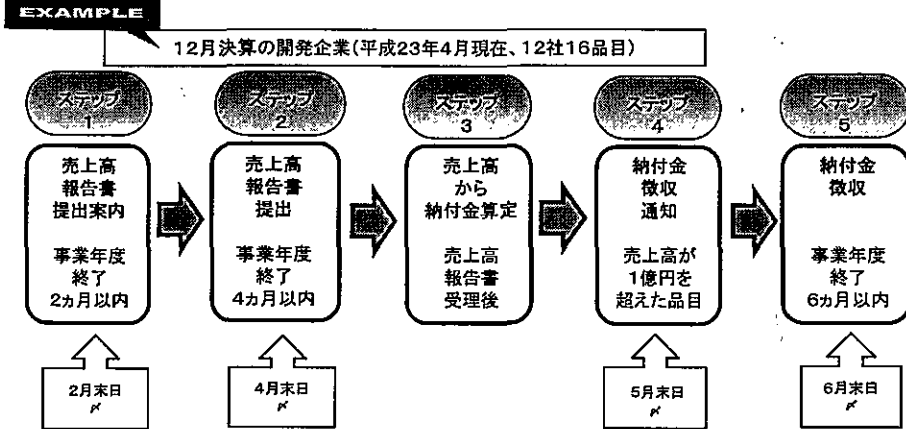 EXAMPLE
12月決算の開発企業(平成23年4月現在、12社16品目)
ステップ
1
売上高
報告書
提出案内
事業年度
終了
2ヵ月以内
2月末日
〆
ステップ
2
売上高
報告書
提出
事業年度
終了
4ヵ月以内
4月末日
〆
ステップ
3
売上高
から
納付金算定
売上高
報告書
受理後
ステップ
4
納付金
徴収
通知
売上高が
1億円を
超えた品目
5月末日
〆
ステップ
5
納付金
徴収
事業年度
終了
6ヵ月以内
6月末日
〆